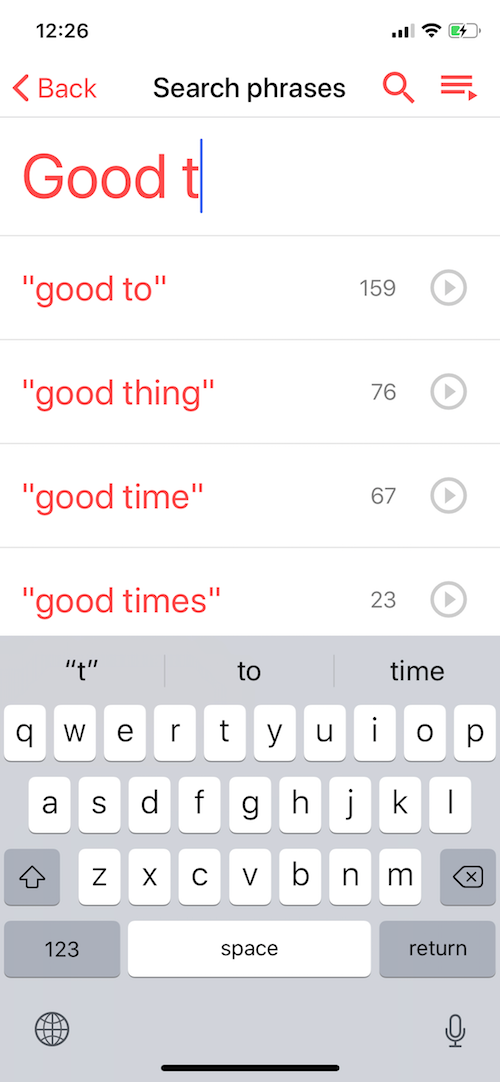 12:26
Back Search phrases
Good t
"good to" 159
"good thing" 76
"good time" 67
"good times" 23
“t” to time
q w e r t y u i o p
a s d f g h j k l
z x c v b n m
123 space return